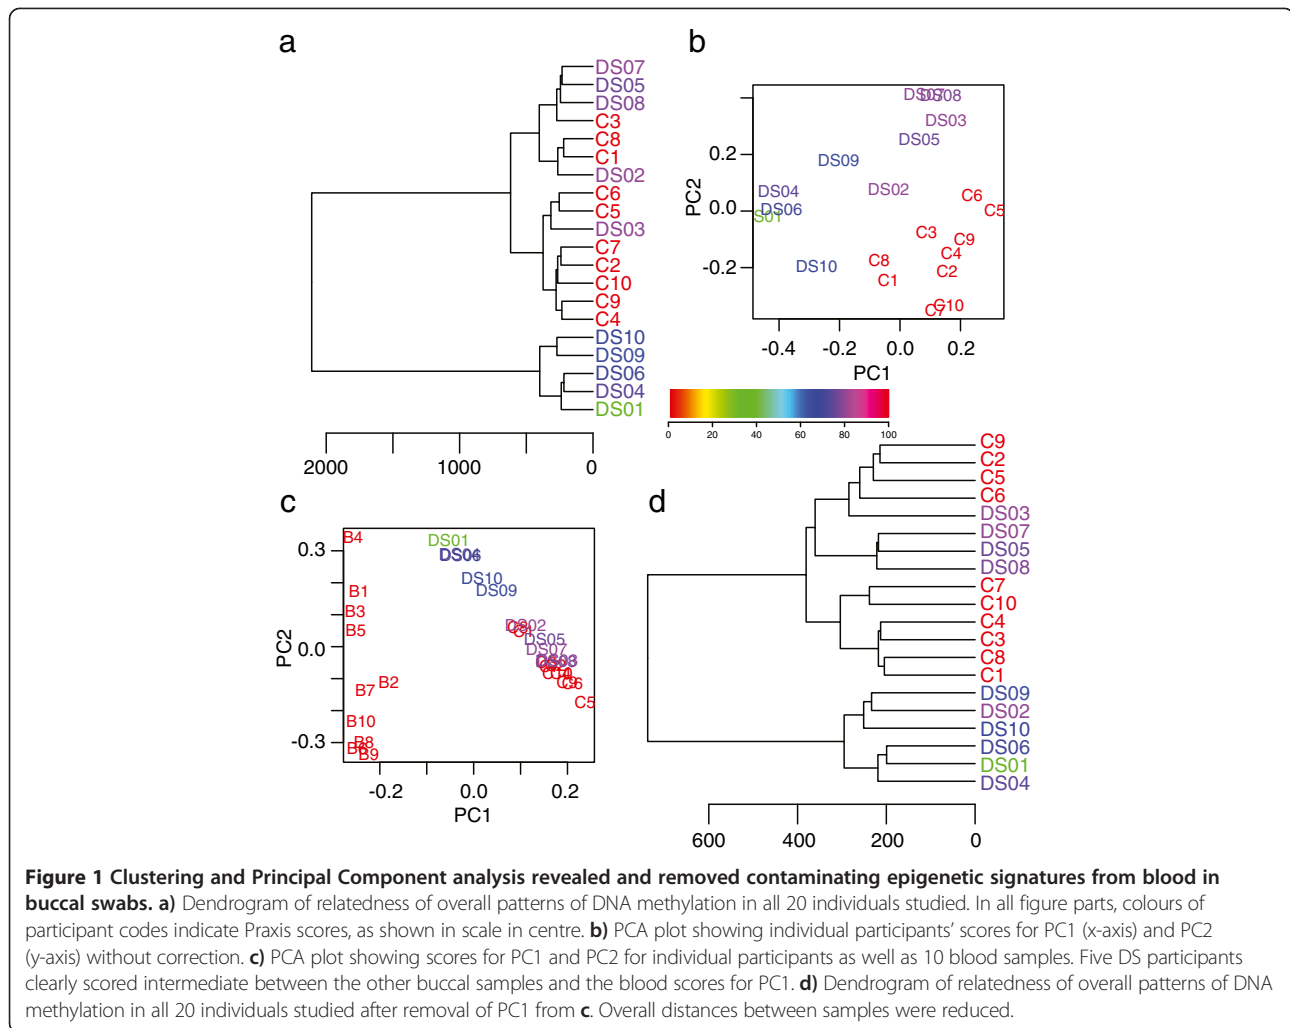 a
DS07
DS05
DS08
C3
C8
C1
DS02
C6
C5
DS03
C7
C2
C10
C9
C4
DS10
DS09
DS06
DS04
DS01
2000 1000 0
b
DS07 DS08
DS03
DS05
DS09
DS04
DS06
S01
DS02
C6
C5
C3
C9
C4
C8
C2
C1
DS10
C10
C7
PC2
0.2
0.0
-0.2
-0.4 -0.2 0.0 0.2
PC1
0 20 40 60 80 100
c
PC2
0.3
0.0
-0.3
B4
B1
B3
B5
B2
B7
B10
B8
B6
B9
DS01
DS04
DS06
DS10
DS09
DS02
DS05
DS07
C9
C6
C5
-0.2 0.0 0.2
PC1
d
C9
C2
C5
C6
DS03
DS07
DS05
DS08
C7
C10
C4
C3
C8
C1
DS09
DS02
DS10
DS06
DS01
DS04
600 400 200 0
Figure 1 Clustering and Principal Component analysis revealed and removed contaminating epigenetic signatures from blood in
buccal swabs. a) Dendrogram of relatedness of overall patterns of DNA methylation in all 20 individuals studied. In all figure parts, colours of
participant codes indicate Praxis scores, as shown in scale in centre. b) PCA plot showing individual participants’ scores for PC1 (x-axis) and PC2
(y-axis) without correction. c) PCA plot showing scores for PC1 and PC2 for individual participants as well as 10 blood samples. Five DS participants
clearly scored intermediate between the other buccal samples and the blood scores for PC1. d) Dendrogram of relatedness of overall patterns of DNA
methylation in all 20 individuals studied after removal of PC1 from c. Overall distances between samples were reduced.